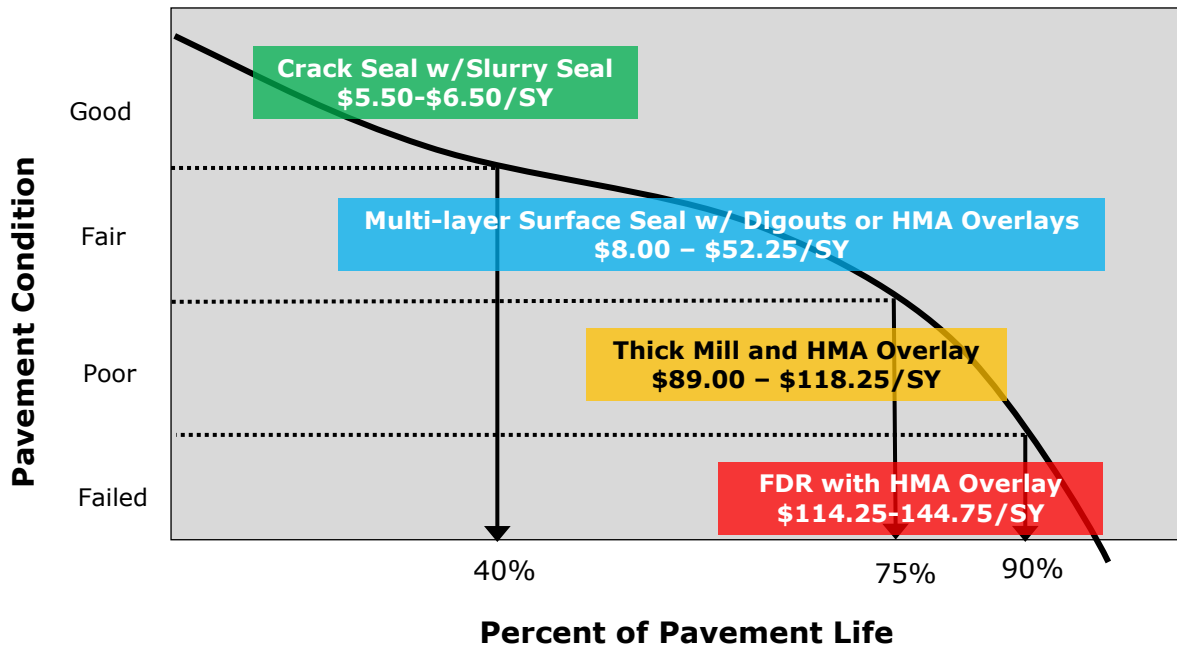 Crack Seal w/Slurry Seal
$5.50-$6.50/SY
Good
Multi-layer Surface Seal w/ Digouts or HMA Overlays
$8.00 – $52.25/SY
Fair
Thick Mill and HMA Overlay
$89.00 – $118.25/SY
Poor
FDR with HMA Overlay
$114.25-144.75/SY
Failed
Pavement Condition
40%
75%
90%
Percent of Pavement Life